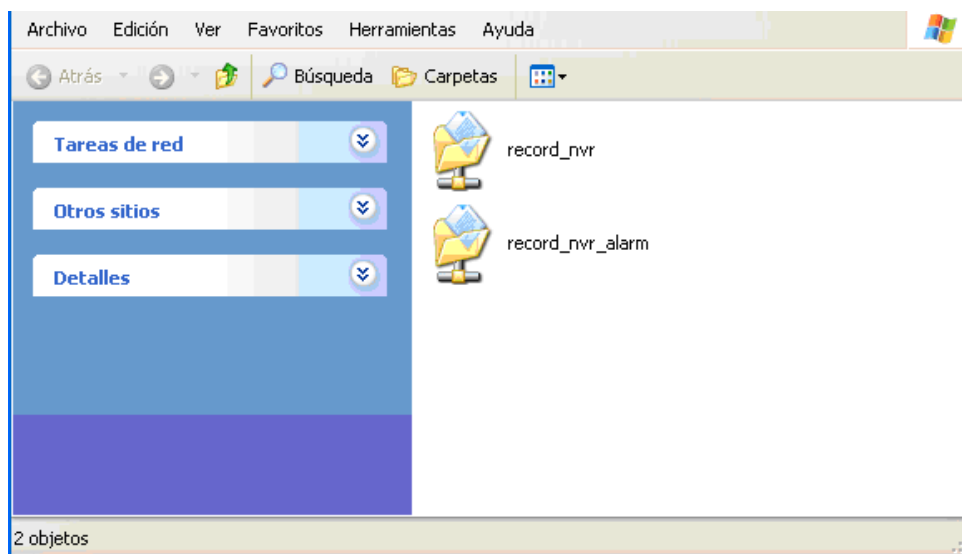 Archivo Edición Ver Favoritos Herramientas Ayuda
Atrás Búsqueda Carpetas
Tareas de red
Otros sitios
Detalles
record_nvr
record_nvr_alarm
2 objetos